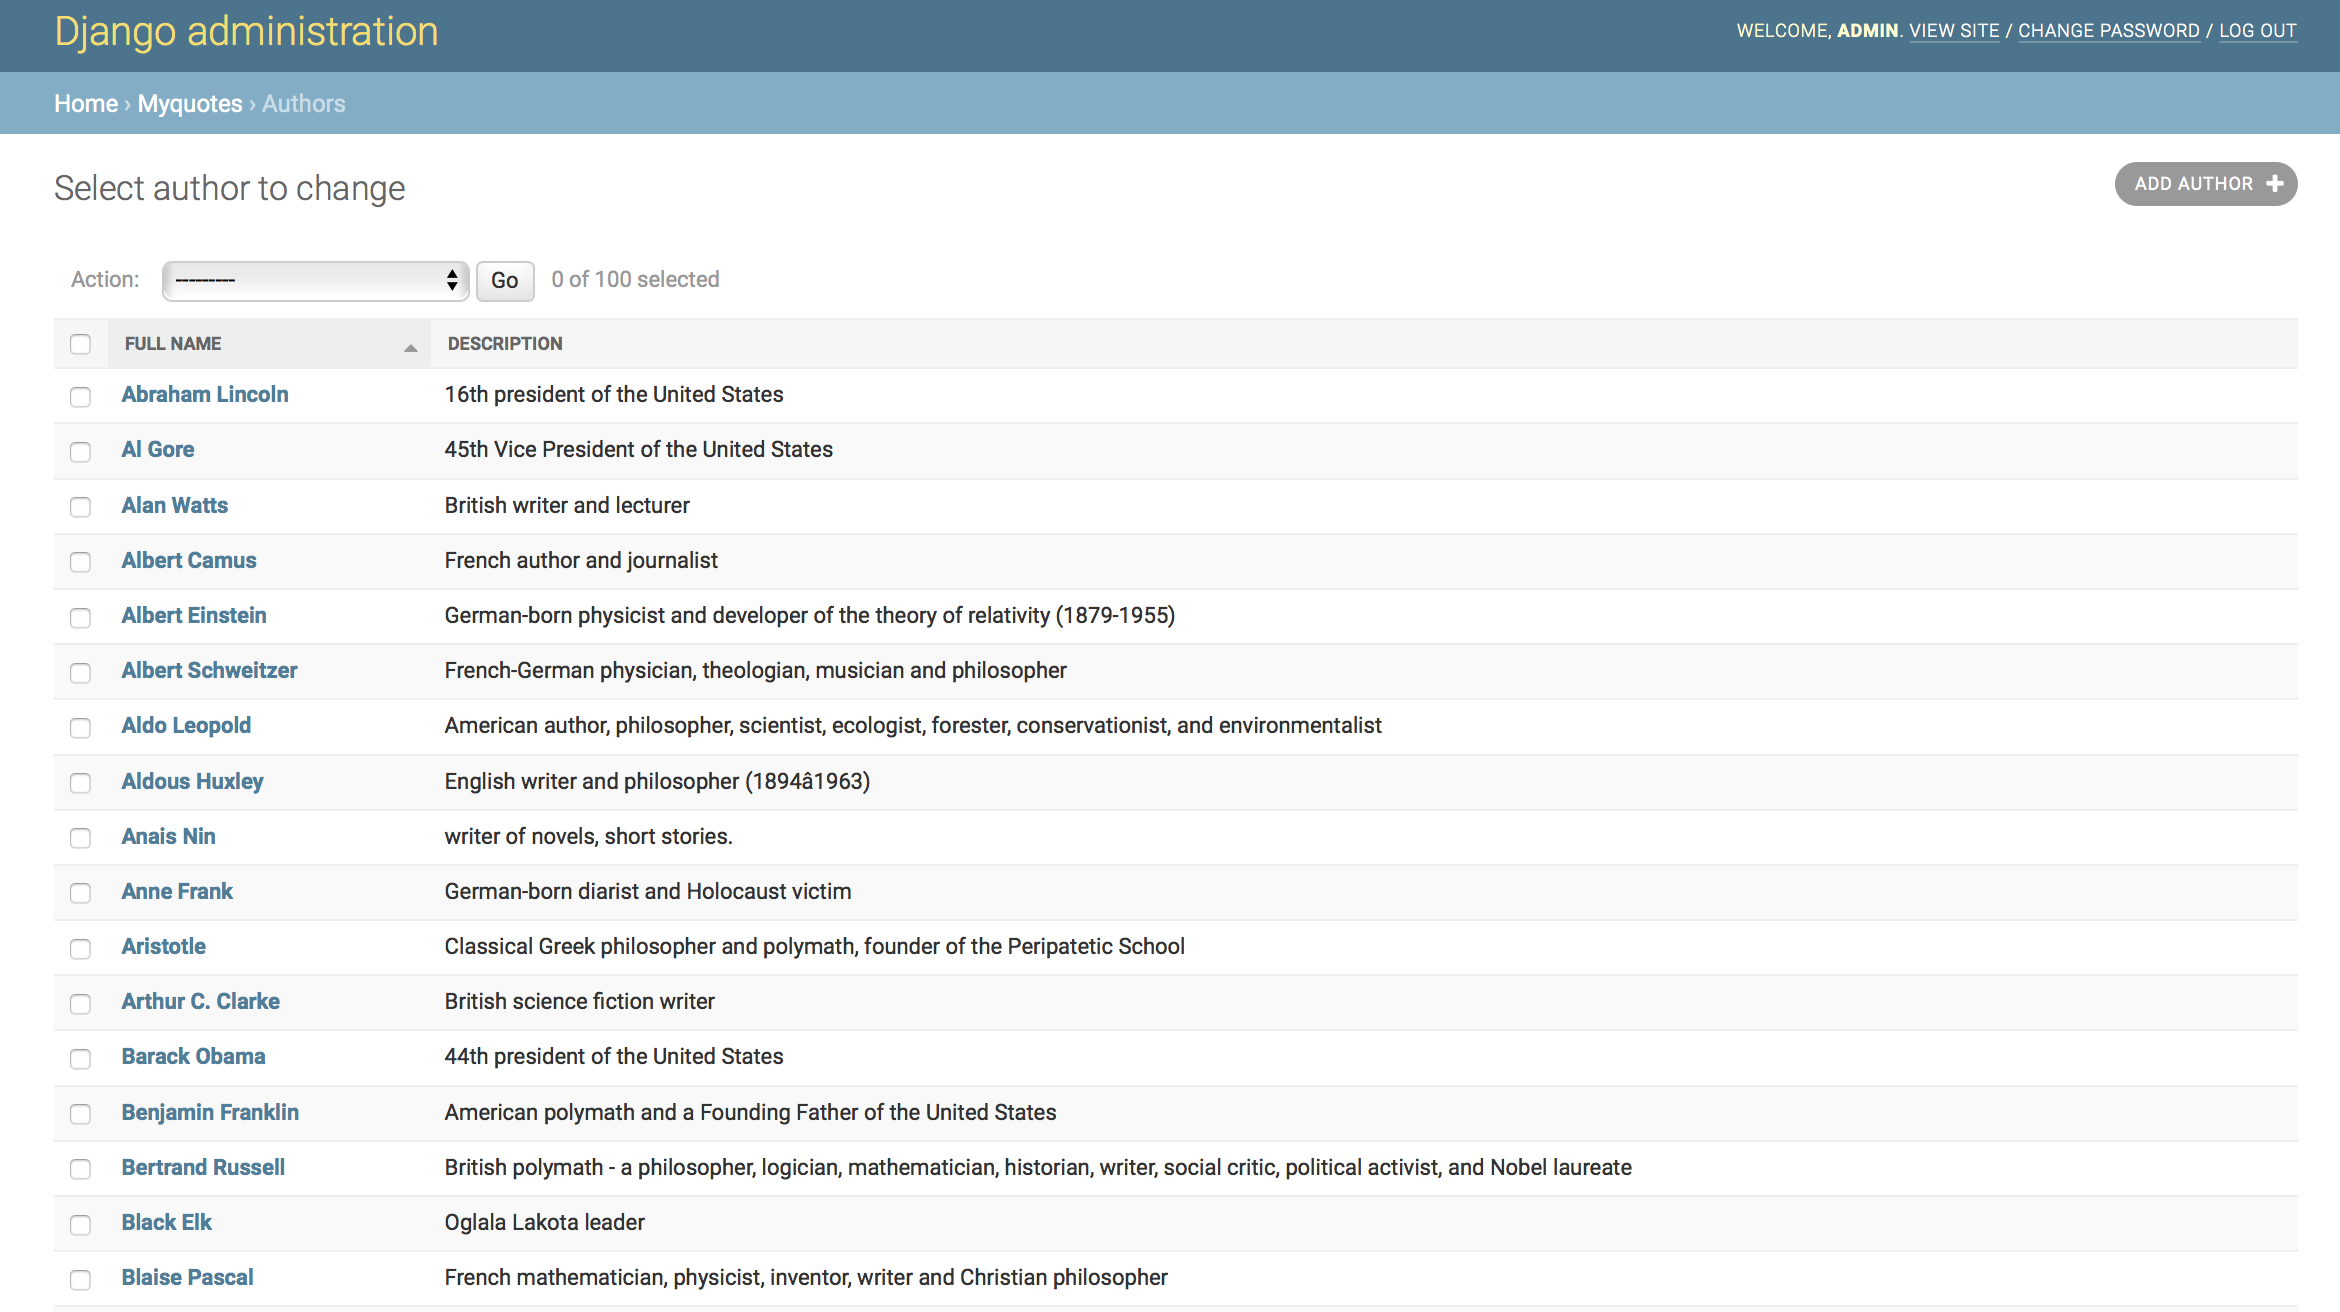 Django administration
WELCOME, ADMIN. VIEW SITE / CHANGE PASSWORD / LOG OUT
Home › Myquotes › Authors
Select author to change
ADD AUTHOR
Action: --------- Go 0 of 100 selected
FULL NAME DESCRIPTION
Abraham Lincoln 16th president of the United States
Al Gore 45th Vice President of the United States
Alan Watts British writer and lecturer
Albert Camus French author and journalist
Albert Einstein German-born physicist and developer of the theory of relativity (1879-1955)
Albert Schweitzer French-German physician, theologian, musician and philosopher
Aldo Leopold American author, philosopher, scientist, ecologist, forester, conservationist, and environmentalist
Aldous Huxley English writer and philosopher (1894â1963)
Anais Nin writer of novels, short stories.
Anne Frank German-born diarist and Holocaust victim
Aristotle Classical Greek philosopher and polymath, founder of the Peripatetic School
Arthur C. Clarke British science fiction writer
Barack Obama 44th president of the United States
Benjamin Franklin American polymath and a Founding Father of the United States
Bertrand Russell British polymath - a philosopher, logician, mathematician, historian, writer, social critic, political activist, and Nobel laureate
Black Elk Oglala Lakota leader
Blaise Pascal French mathematician, physicist, inventor, writer and Christian philosopher